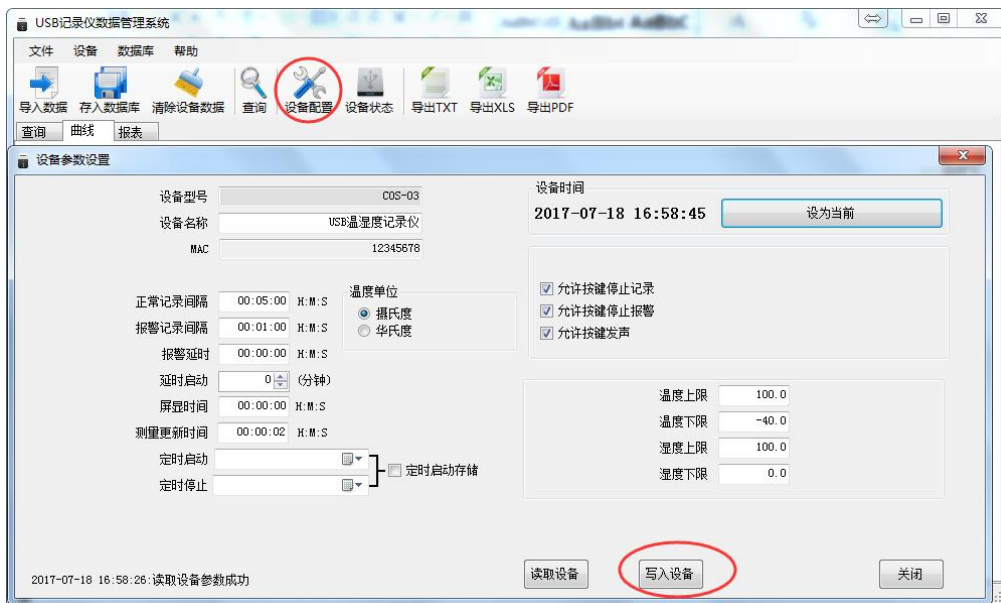 USB记录仪数据管理系统
文件 设备 数据库 帮助
导入数据 存入数据库 清除设备数据 查询 设备配置 设备状态 导出TXT 导出XLS 导出PDF
查询 曲线 报表
设备参数设置
设备型号 COS-03
设备名称 USB温湿度记录仪
MAC 12345678
设备时间
2017-07-18 16:58:45 设为当前
正常记录间隔 00:05:00 H:M:S
报警记录间隔 00:01:00 H:M:S
报警延时 00:00:00 H:M:S
延时启动 0 (分钟)
屏显时间 00:00:00 H:M:S
测量更新时间 00:00:02 H:M:S
定时启动
定时停止
定时启动存储
温度单位
摄氏度
华氏度
允许按键停止记录
允许按键停止报警
允许按键发声
温度上限 100.0
温度下限 -40.0
湿度上限 100.0
湿度下限 0.0
2017-07-18 16:58:26:读取设备参数成功
读取设备 写入设备 关闭